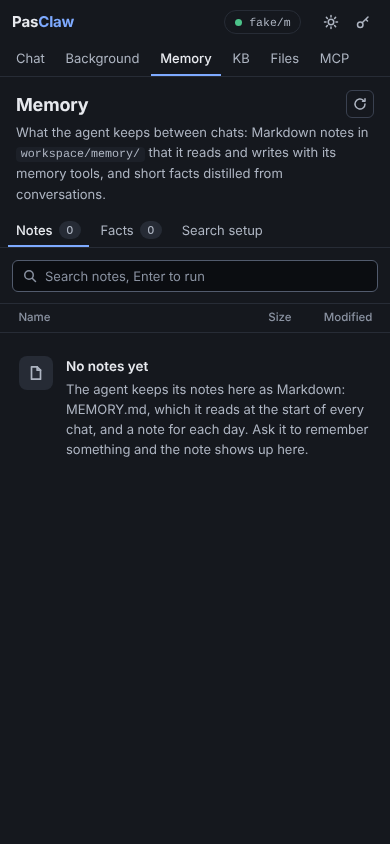 PasClaw
fake/m
Chat Background Memory KB Files MCP
Memory
What the agent keeps between chats: Markdown notes in
workspace/memory/ that it reads and writes with its
memory tools, and short facts distilled from
conversations.
Notes 0 Facts 0 Search setup
Search notes, Enter to run
Name Size Modified
No notes yet
The agent keeps its notes here as Markdown:
MEMORY.md, which it reads at the start of every
chat, and a note for each day. Ask it to remember
something and the note shows up here.